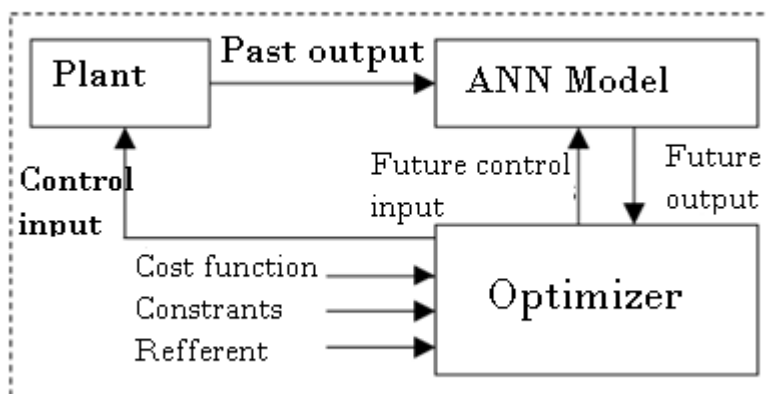 Plant
Past output
ANN Model
Control
input
Future control
input
Future
output
Cost function
Constrants
Refferent
Optimizer